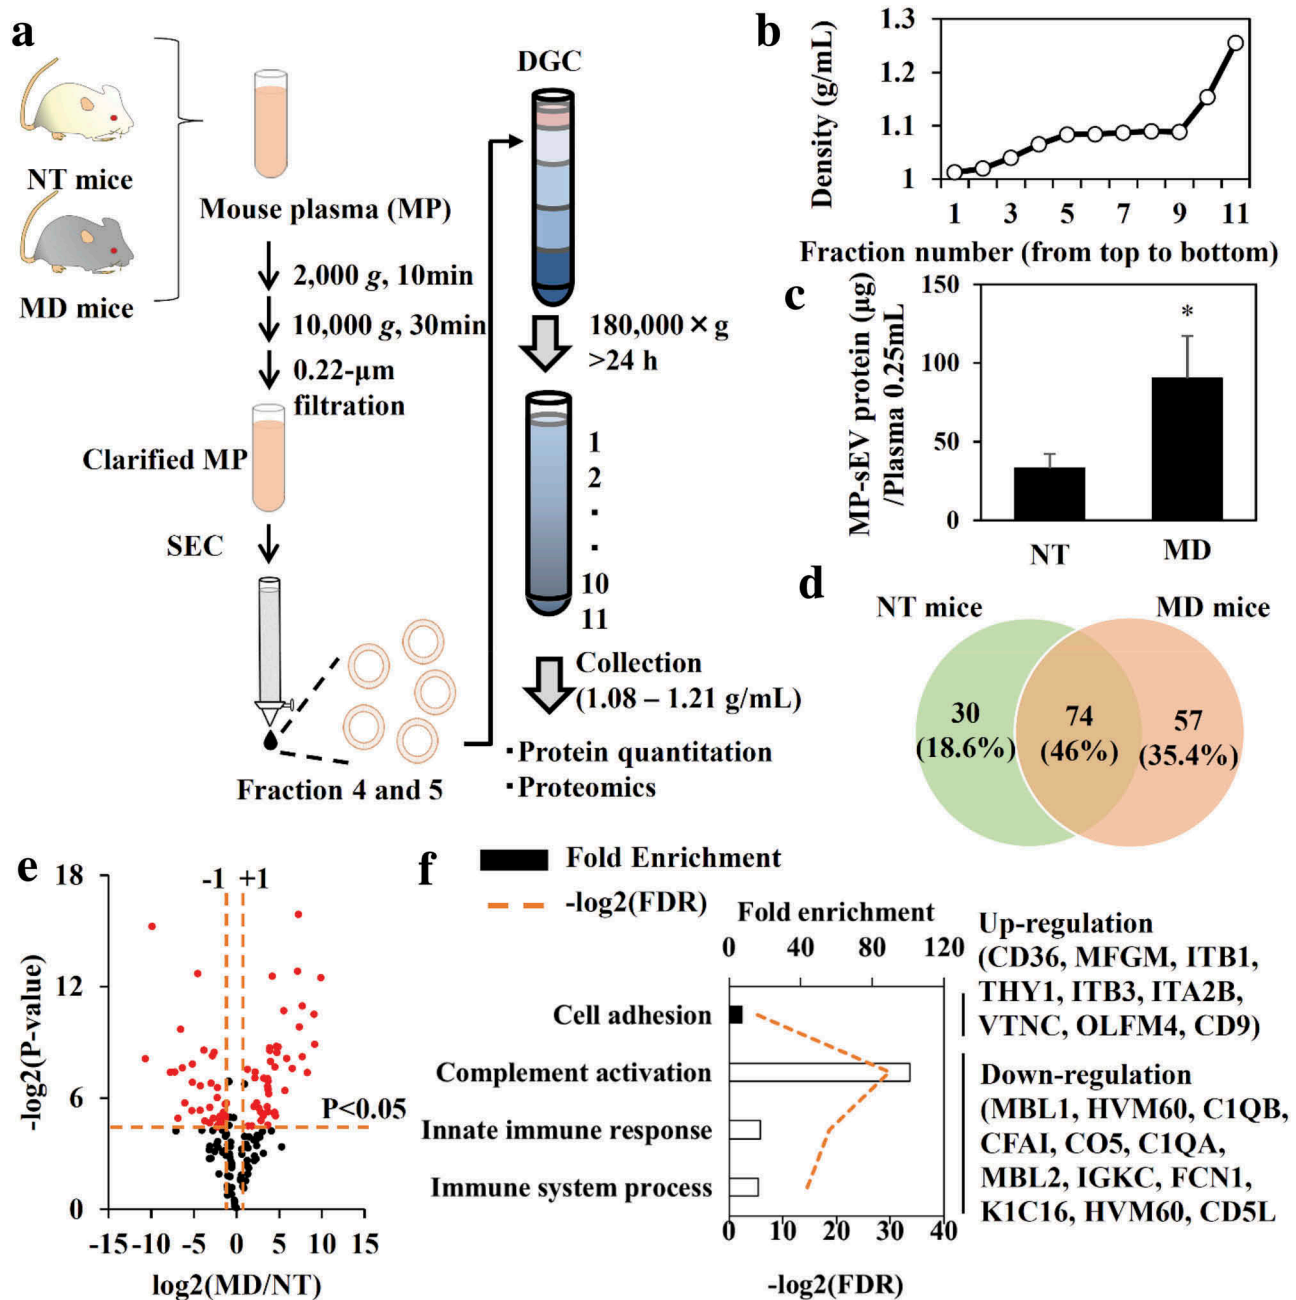 a
NT mice
MD mice
Mouse plasma (MP)
2,000 g, 10min
10,000 g, 30min
0.22-µm
filtration
Clarified MP
SEC
Fraction 4 and 5
DGC
180,000 × g
>24 h
1
2
·
·
10
11
Collection
(1.08 – 1.21 g/mL)
· Protein quantitation
· Proteomics
b
Density (g/mL)
1.3
1.2
1.1
1
1 3 5 7 9 11
Fraction number (from top to bottom)
c
MP-sEV protein (µg)
/Plasma 0.25mL
150
100
50
0
*
NT MD
d
NT mice MD mice
30
(18.6%)
74
(46%)
57
(35.4%)
e
-log2(P-value)
18
12
6
0
-1 +1
P<0.05
-15 -10 -5 0 5 10 15
log2(MD/NT)
f
Fold Enrichment
-log2(FDR)
Fold enrichment
0 40 80 120
Cell adhesion
Complement activation
Innate immune response
Immune system process
0 10 20 30 40
-log2(FDR)
Up-regulation
(CD36, MFGM, ITB1,
THY1, ITB3, ITA2B,
VTNC, OLFM4, CD9)
Down-regulation
(MBL1, HVM60, C1QB,
CFAI, CO5, C1QA,
MBL2, IGKC, FCN1,
K1C16, HVM60, CD5L